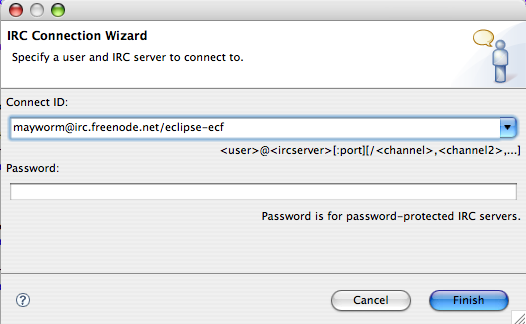 IRC Connection Wizard
Specify a user and IRC server to connect to.
Connect ID:
mayworm@irc.freenode.net/eclipse-ecf
<user>@<ircserver>[:port][/<channel>,<channel2>,...]
Password:
Password is for password-protected IRC servers.
?
Cancel
Finish